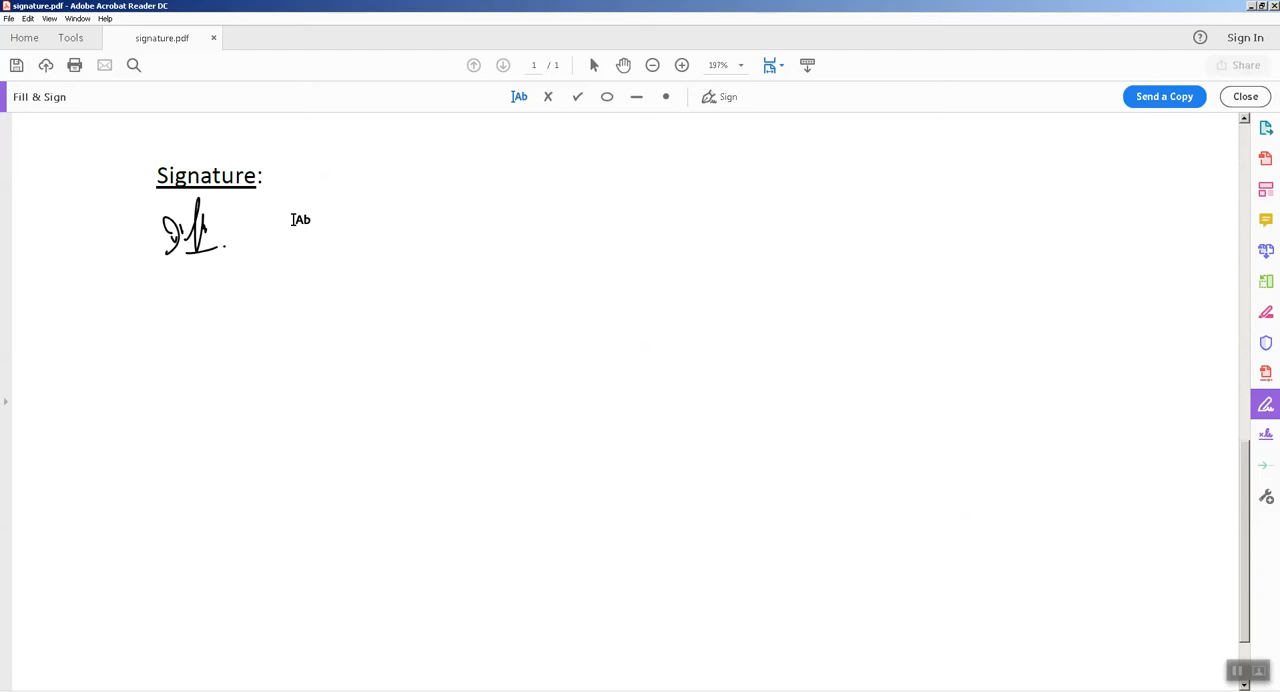 signature.pdf - Adobe Acrobat Reader DC
File Edit View Window Help
Home Tools signature.pdf × Sign In
1 / 1 197% Share
Fill & Sign Ab Sign Send a Copy Close
Signature:
Ab